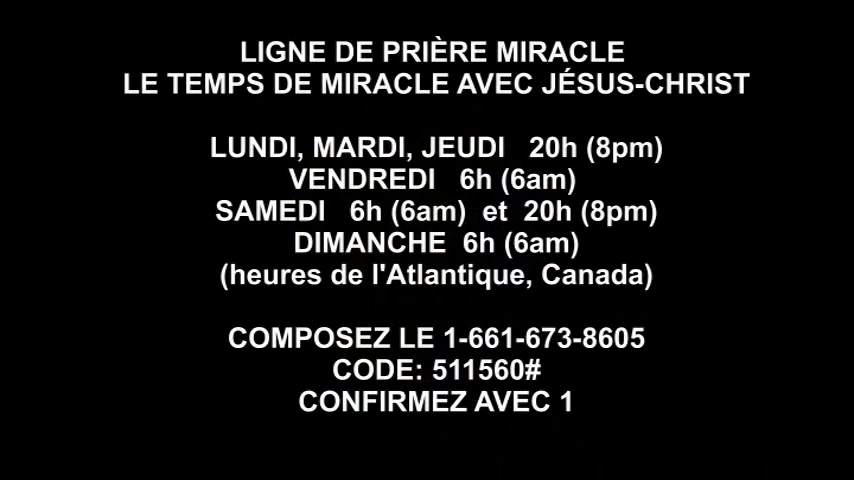 LIGNE DE PRIÈRE MIRACLE
LE TEMPS DE MIRACLE AVEC JÉSUS-CHRIST
LUNDI, MARDI, JEUDI 20h (8pm)
VENDREDI 6h (6am)
SAMEDI 6h (6am) et 20h (8pm)
DIMANCHE 6h (6am)
(heures de l'Atlantique, Canada)
COMPOSEZ LE 1-661-673-8605
CODE: 511560#
CONFIRMEZ AVEC 1